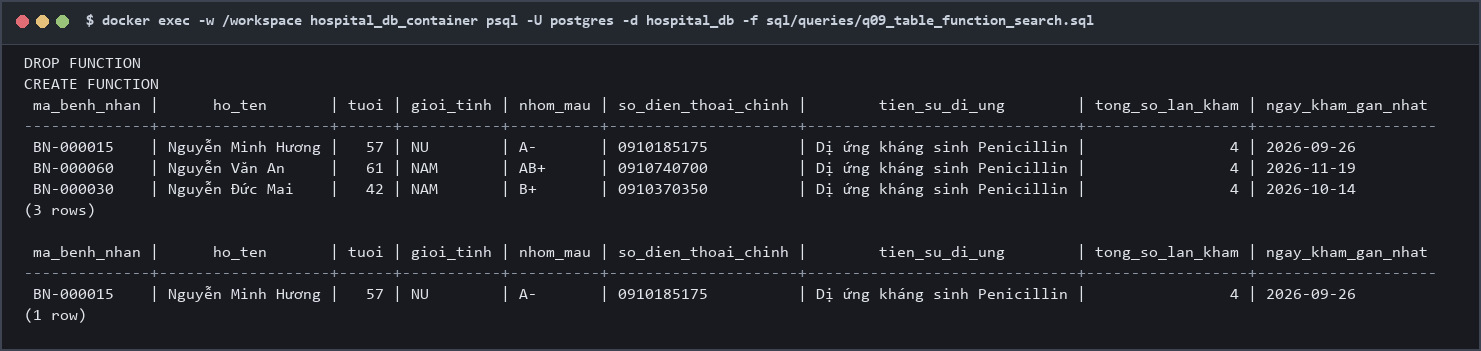 $ docker exec -w /workspace hospital_db_container psql -U postgres -d hospital_db -f sql/queries/q09_table_function_search.sql
DROP FUNCTION
CREATE FUNCTION
 ma_benh_nhan |      ho_ten       | tuoi | gioi_tinh | nhom_mau | so_dien_thoai_chinh |        tien_su_di_ung        | tong_so_lan_kham | ngay_kham_gan_nhat
--------------+-------------------+------+-----------+----------+---------------------+------------------------------+------------------+--------------------
 BN-000015    | Nguyễn Minh Hương |   57 | NU        | A-       | 0910185175          | Dị ứng kháng sinh Penicillin |                4 | 2026-09-26
 BN-000060    | Nguyễn Văn An     |   61 | NAM       | AB+      | 0910740700          | Dị ứng kháng sinh Penicillin |                4 | 2026-11-19
 BN-000030    | Nguyễn Đức Mai    |   42 | NAM       | B+       | 0910370350          | Dị ứng kháng sinh Penicillin |                4 | 2026-10-14
(3 rows)
 ma_benh_nhan |      ho_ten       | tuoi | gioi_tinh | nhom_mau | so_dien_thoai_chinh |        tien_su_di_ung        | tong_so_lan_kham | ngay_kham_gan_nhat
--------------+-------------------+------+-----------+----------+---------------------+------------------------------+------------------+--------------------
 BN-000015    | Nguyễn Minh Hương |   57 | NU        | A-       | 0910185175          | Dị ứng kháng sinh Penicillin |                4 | 2026-09-26
(1 row)